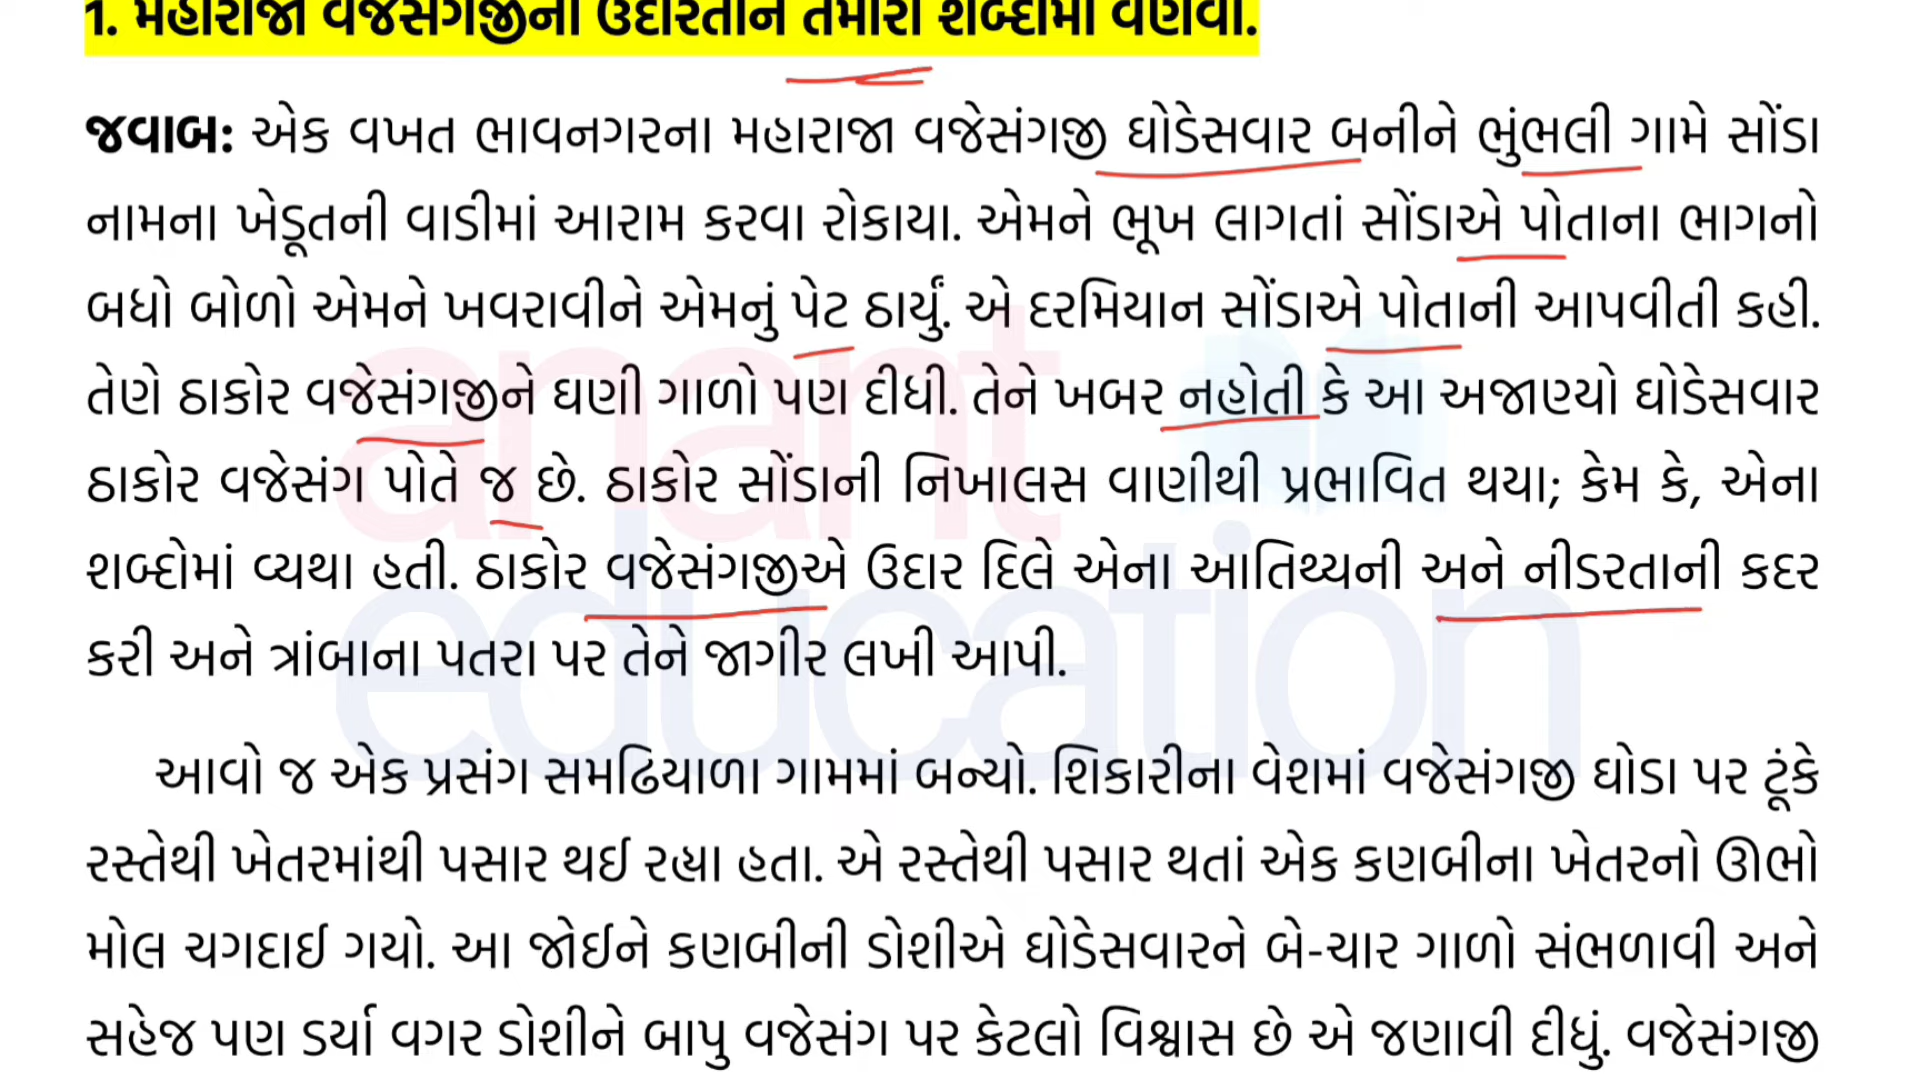 1. મહારાજા વજેસંગજીની ઉદારતાને તમારા શબ્દોમાં વર્ણવો.
જવાબ: એક વખત ભાવનગરના મહારાજા વજેસંગજી ઘોડેસવાર બનીને ભુંભલી ગામે સોંડા
નામના ખેડૂતની વાડીમાં આરામ કરવા રોકાયા. એમને ભૂખ લાગતાં સોંડાએ પોતાના ભાગનો
બધો બોળો એમને ખવરાવીને એમનું પેટ ઠાર્યું. એ દરમિયાન સોંડાએ પોતાની આપવીતી કહી.
તેણે ઠાકોર વજેસંગજીને ઘણી ગાળો પણ દીધી. તેને ખબર નહોતી કે આ અજાણ્યો ઘોડેસવાર
ઠાકોર વજેસંગ પોતે જ છે. ઠાકોર સોંડાની નિખાલસ વાણીથી પ્રભાવિત થયા; કેમ કે, એના
શબ્દોમાં વ્યથા હતી. ઠાકોર વજેસંગજીએ ઉદાર દિલે એના આતિથ્યની અને નીડરતાની કદર
કરી અને ત્રાંબાના પતરા પર તેને જાગીર લખી આપી.
આવો જ એક પ્રસંગ સમઢિયાળા ગામમાં બન્યો. શિકારીના વેશમાં વજેસંગજી ઘોડા પર ટૂંકે
રસ્તેથી ખેતરમાંથી પસાર થઈ રહ્યા હતા. એ રસ્તેથી પસાર થતાં એક કણબીના ખેતરનો ઊભો
મોલ ચગદાઈ ગયો. આ જોઈને કણબીની ડોશીએ ઘોડેસવારને બે-ચાર ગાળો સંભળાવી અને
સહેજ પણ ડર્યા વગર ડોશીને બાપુ વજેસંગ પર કેટલો વિશ્વાસ છે એ જણાવી દીધું. વજેસંગજી
anant
education